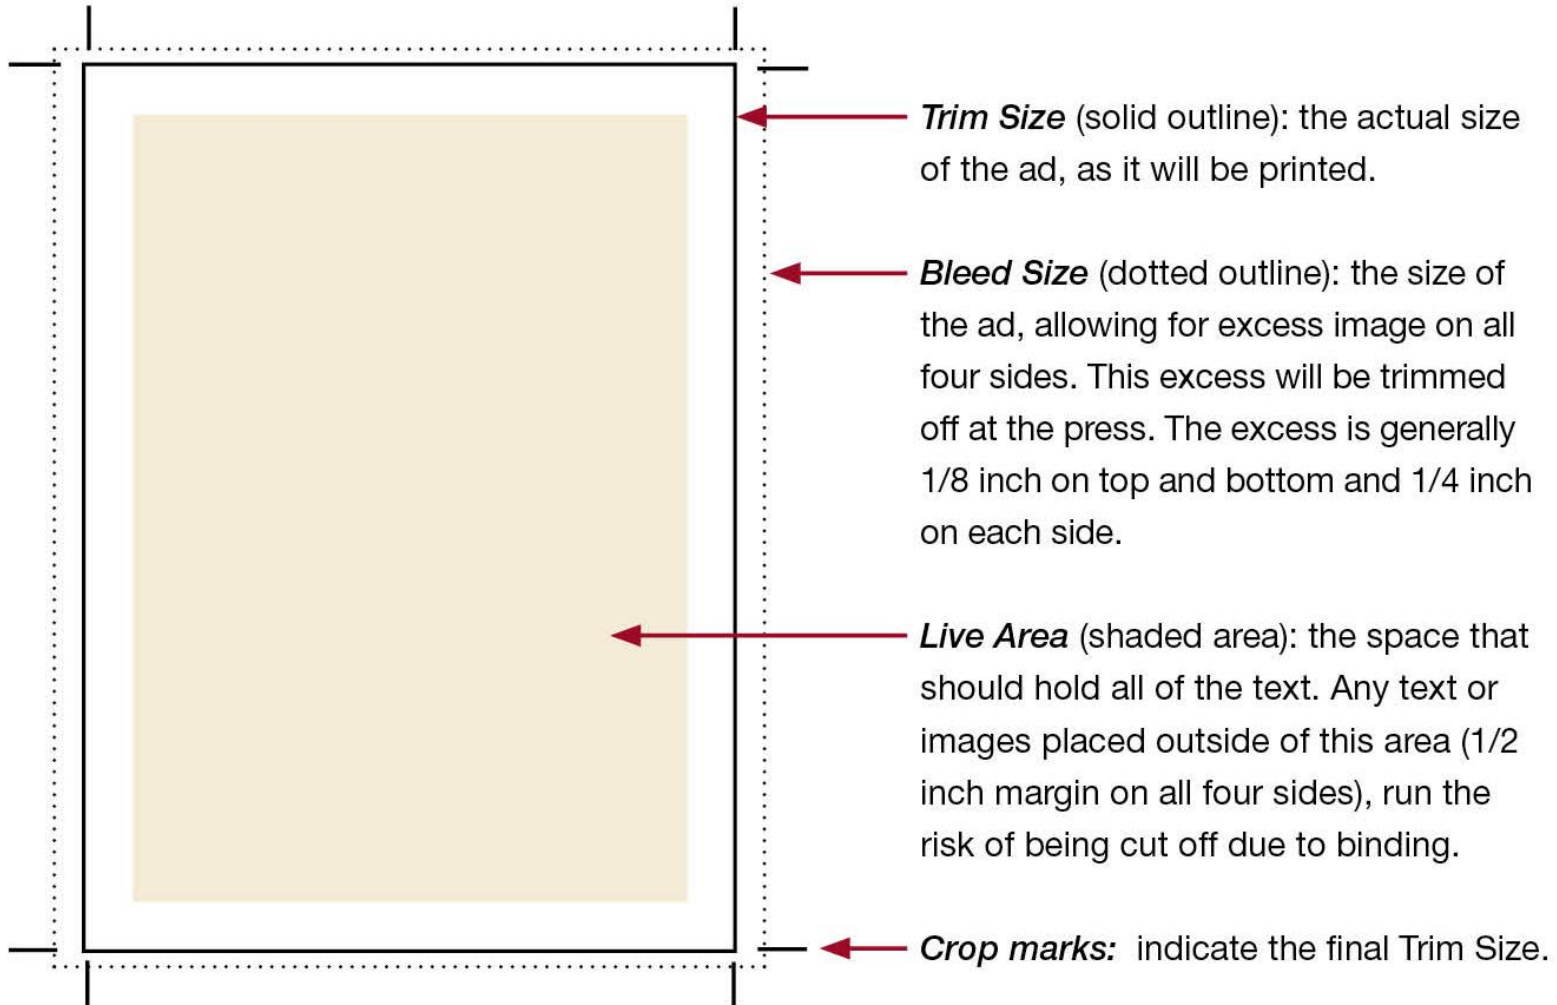 Trim Size (solid outline): the actual size
of the ad, as it will be printed.
Bleed Size (dotted outline): the size of
the ad, allowing for excess image on all
four sides. This excess will be trimmed
off at the press. The excess is generally
1/8 inch on top and bottom and 1/4 inch
on each side.
Live Area (shaded area): the space that
should hold all of the text. Any text or
images placed outside of this area (1/2
inch margin on all four sides), run the
risk of being cut off due to binding.
Crop marks: indicate the final Trim Size.